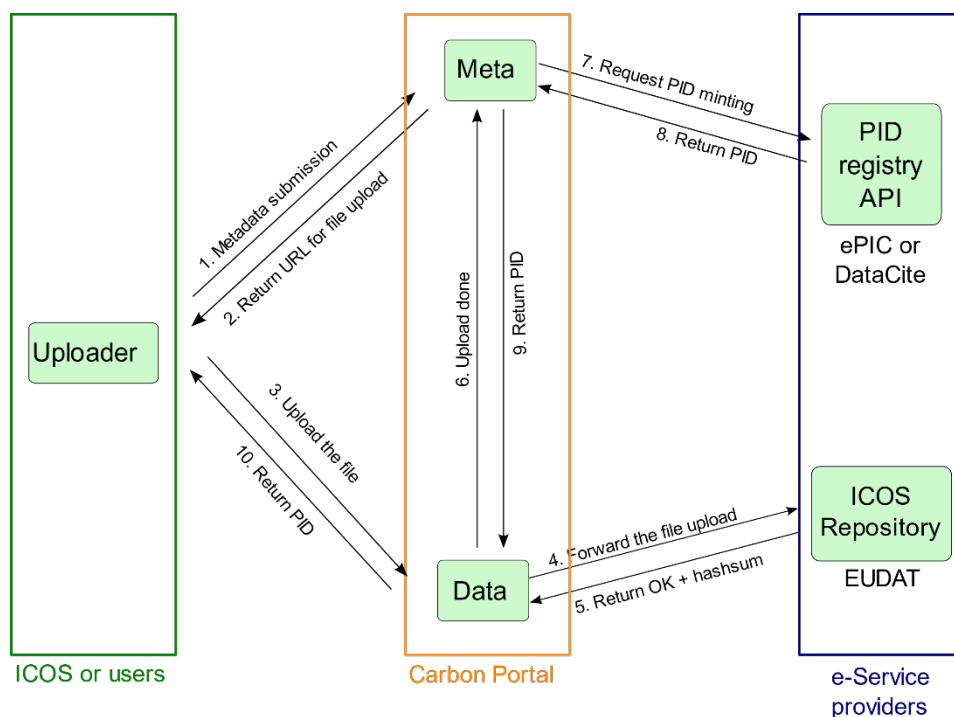 Meta
7. Request PID minting
8. Return PID
PID
registry
API
ePIC or
DataCite
1. Metadada submission
2. Return URL for file upload
6. Upload done
9. Return PID
Uploader
3. Upload the file
10. Return PID
4. Forward the file upload
5. Return OK + hashsum
ICOS
Repository
EUDAT
Data
ICOS or users
Carbon Portal
e-Service
providers